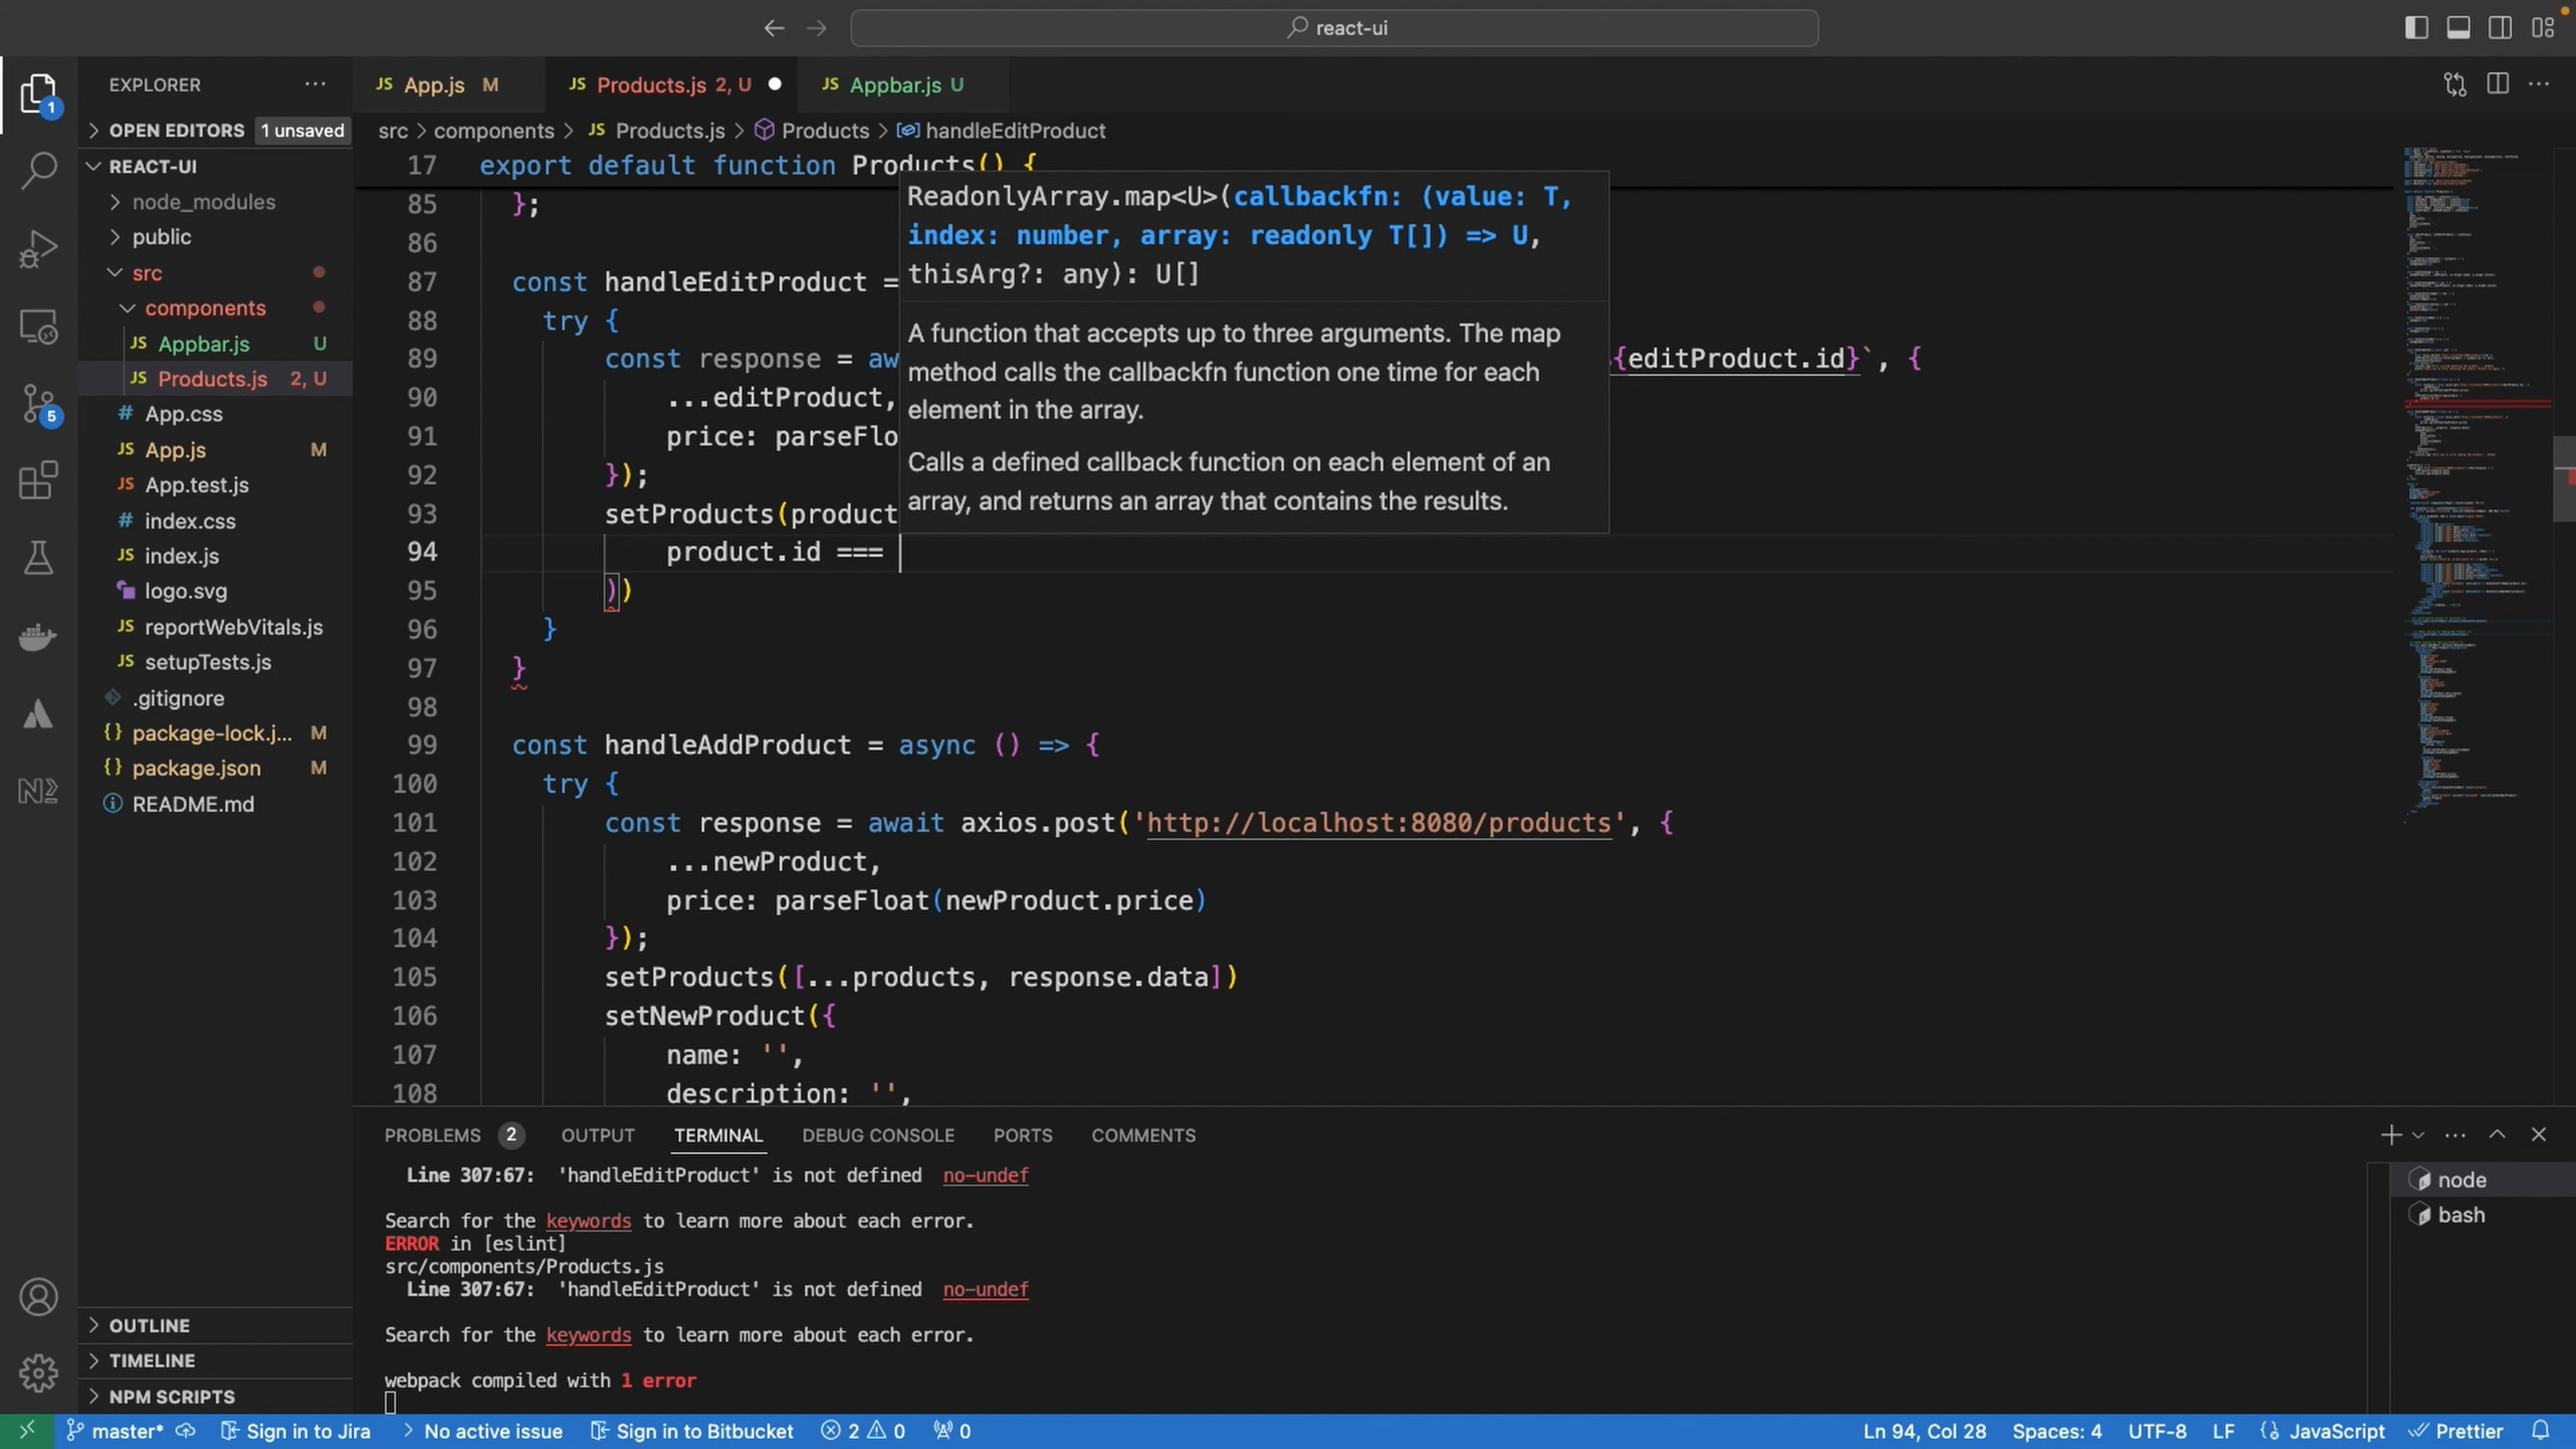 react-ui
EXPLORER
OPEN EDITORS 1 unsaved
REACT-UI
node_modules
public
src
components
JS Appbar.js U
JS Products.js 2, U
# App.css
JS App.js M
JS App.test.js
# index.css
JS index.js
logo.svg
JS reportWebVitals.js
JS setupTests.js
.gitignore
{} package-lock.j... M
{} package.json M
README.md
OUTLINE
TIMELINE
NPM SCRIPTS
1
5
JS App.js M
JS Products.js 2, U
JS Appbar.js U
src > components > JS Products.js > Products > handleEditProduct
17 export default function Products() {
85 };
86
87 const handleEditProduct =
88 try {
89 const response = aw {editProduct.id}`, {
90 ...editProduct,
91 price: parseFlo
92 });
93 setProducts(product
94 product.id ===
95 ))
96 }
97 }
98
99 const handleAddProduct = async () => {
100 try {
101 const response = await axios.post('http://localhost:8080/products', {
102 ...newProduct,
103 price: parseFloat(newProduct.price)
104 });
105 setProducts([...products, response.data])
106 setNewProduct({
107 name: '',
108 description: '',
ReadonlyArray.map<U>(callbackfn: (value: T,
index: number, array: readonly T[]) => U,
thisArg?: any): U[]
A function that accepts up to three arguments. The map
method calls the callbackfn function one time for each
element in the array.
Calls a defined callback function on each element of an
array, and returns an array that contains the results.
PROBLEMS 2 OUTPUT TERMINAL DEBUG CONSOLE PORTS COMMENTS
Line 307:67: 'handleEditProduct' is not defined no-undef
Search for the keywords to learn more about each error.
ERROR in [eslint]
src/components/Products.js
Line 307:67: 'handleEditProduct' is not defined no-undef
Search for the keywords to learn more about each error.
webpack compiled with 1 error
node
bash
master* Sign in to Jira No active issue Sign in to Bitbucket 2 0 0 Ln 94, Col 28 Spaces: 4 UTF-8 LF JavaScript Prettier